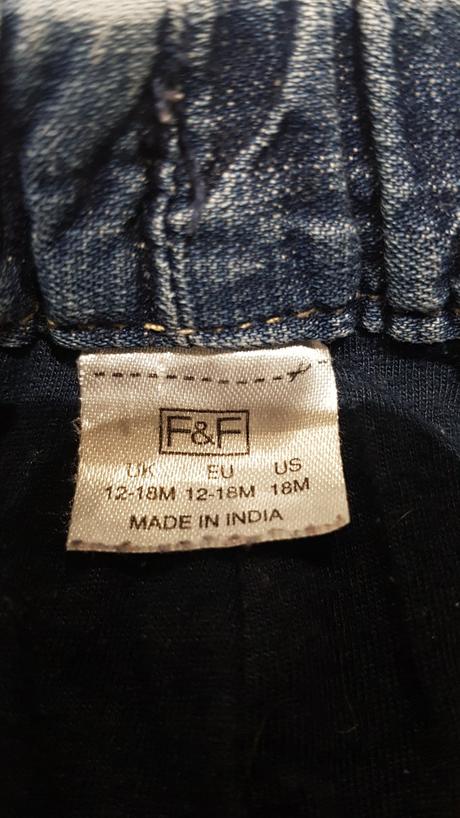 F&F
UK EU US
12-18M 12-18M 18M
MADE IN INDIA